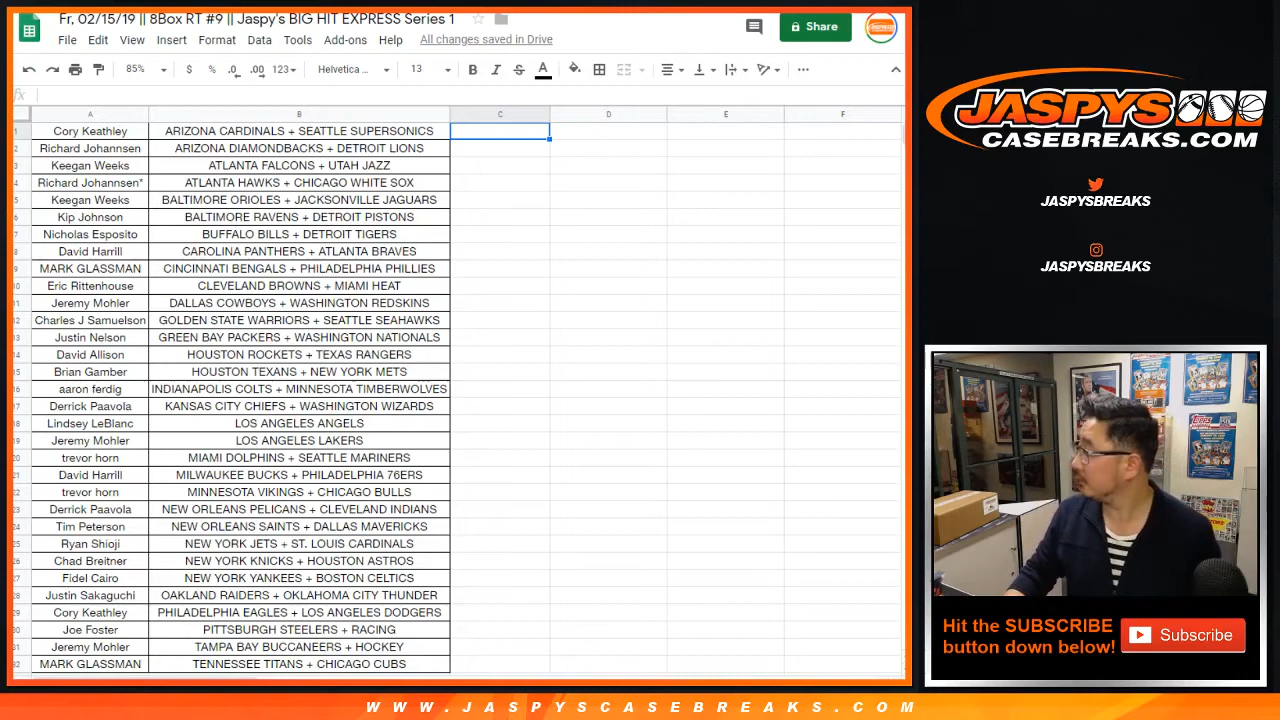 Fr, 02/15/19 || 8Box RT #9 || Jaspy's BIG HIT EXPRESS Series 1
File Edit View Insert Format Data Tools Add-ons Help All changes saved in Drive
Share
85% $ % .0 .00 123 Helvetica ... 13 B I S A
fx
A B C D E F
1 Cory Keathley ARIZONA CARDINALS + SEATTLE SUPERSONICS
2 Richard Johannsen ARIZONA DIAMONDBACKS + DETROIT LIONS
3 Keegan Weeks ATLANTA FALCONS + UTAH JAZZ
4 Richard Johannsen* ATLANTA HAWKS + CHICAGO WHITE SOX
5 Keegan Weeks BALTIMORE ORIOLES + JACKSONVILLE JAGUARS
6 Kip Johnson BALTIMORE RAVENS + DETROIT PISTONS
7 Nicholas Esposito BUFFALO BILLS + DETROIT TIGERS
8 David Harrill CAROLINA PANTHERS + ATLANTA BRAVES
9 MARK GLASSMAN CINCINNATI BENGALS + PHILADELPHIA PHILLIES
10 Eric Rittenhouse CLEVELAND BROWNS + MIAMI HEAT
11 Jeremy Mohler DALLAS COWBOYS + WASHINGTON REDSKINS
12 Charles J Samuelson GOLDEN STATE WARRIORS + SEATTLE SEAHAWKS
13 Justin Nelson GREEN BAY PACKERS + WASHINGTON NATIONALS
14 David Allison HOUSTON ROCKETS + TEXAS RANGERS
15 Brian Gamber HOUSTON TEXANS + NEW YORK METS
16 aaron ferdig INDIANAPOLIS COLTS + MINNESOTA TIMBERWOLVES
17 Derrick Paavola KANSAS CITY CHIEFS + WASHINGTON WIZARDS
18 Lindsey LeBlanc LOS ANGELES ANGELS
19 Jeremy Mohler LOS ANGELES LAKERS
20 trevor horn MIAMI DOLPHINS + SEATTLE MARINERS
21 David Harrill MILWAUKEE BUCKS + PHILADELPHIA 76ERS
22 trevor horn MINNESOTA VIKINGS + CHICAGO BULLS
23 Derrick Paavola NEW ORLEANS PELICANS + CLEVELAND INDIANS
24 Tim Peterson NEW ORLEANS SAINTS + DALLAS MAVERICKS
25 Ryan Shioji NEW YORK JETS + ST. LOUIS CARDINALS
26 Chad Breitner NEW YORK KNICKS + HOUSTON ASTROS
27 Fidel Cairo NEW YORK YANKEES + BOSTON CELTICS
28 Justin Sakaguchi OAKLAND RAIDERS + OKLAHOMA CITY THUNDER
29 Cory Keathley PHILADELPHIA EAGLES + LOS ANGELES DODGERS
30 Joe Foster PITTSBURGH STEELERS + RACING
31 Jeremy Mohler TAMPA BAY BUCCANEERS + HOCKEY
32 MARK GLASSMAN TENNESSEE TITANS + CHICAGO CUBS
JASPYS
CASEBREAKS.COM
JASPYSBREAKS
JASPYSBREAKS
Hit the SUBSCRIBE
button down below!
Subscribe
WWW.JASPYSCASEBREAKS.COM